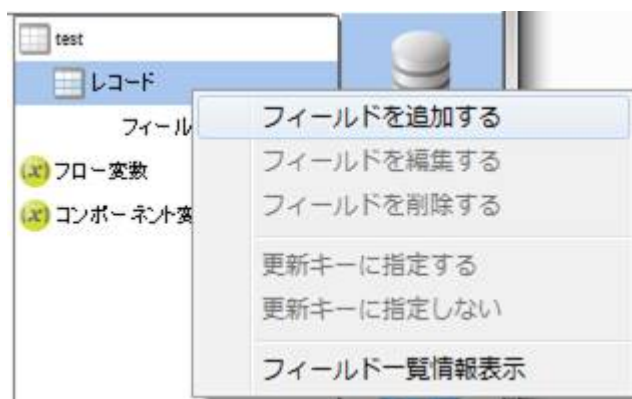 test
レコード
フィール
フロー変数
コンポーネント変
フィールドを追加する
フィールドを編集する
フィールドを削除する
更新キーに指定する
更新キーに指定しない
フィールド一覧情報表示